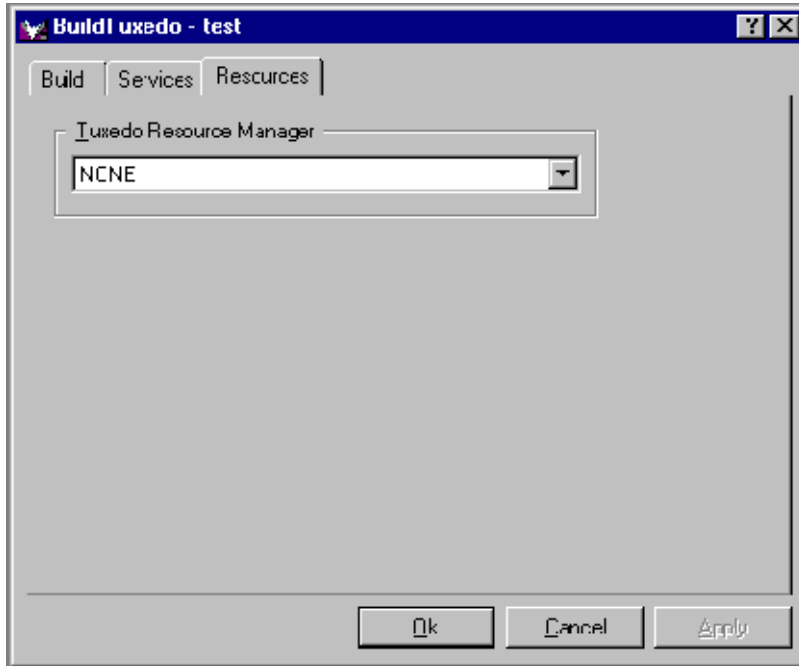 BuildTuxedo - test
Build Services Resources
Tuxedo Resource Manager
NONE
Ok Cancel Apply